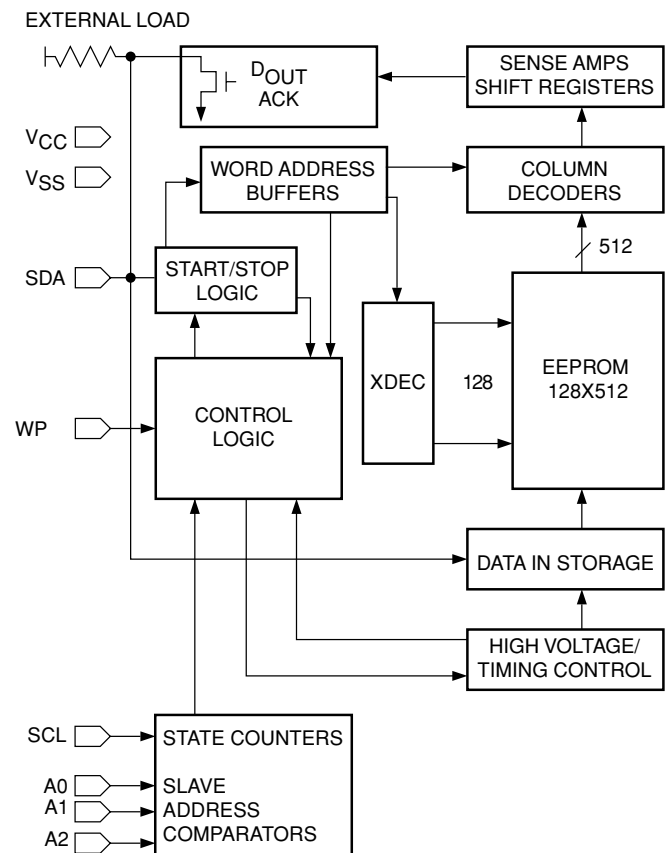 EXTERNAL LOAD
DOUT
ACK
SENSE AMPS
SHIFT REGISTERS
VCC
VSS
WORD ADDRESS
BUFFERS
COLUMN
DECODERS
512
SDA
START/STOP
LOGIC
XDEC
128
EEPROM
128X512
WP
CONTROL
LOGIC
DATA IN STORAGE
HIGH VOLTAGE/
TIMING CONTROL
SCL
STATE COUNTERS
A0
SLAVE
A1
ADDRESS
A2
COMPARATORS